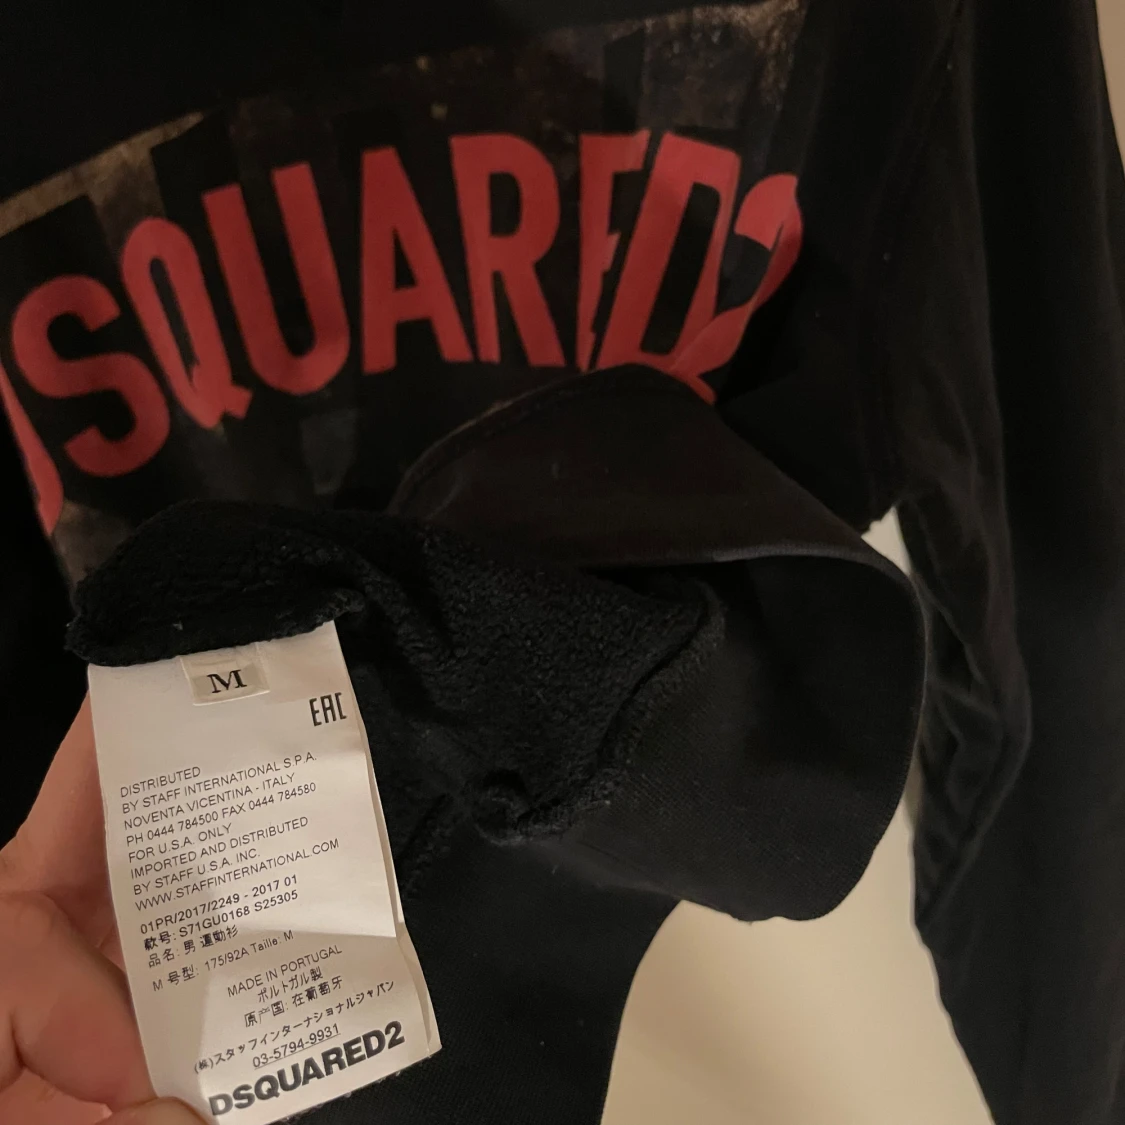 DSQUARED2
M
EAC
DISTRIBUTED
BY STAFF INTERNATIONAL S.P.A.
NOVENTA VICENTINA - ITALY
PH 0444 784500 FAX 0444 784580
FOR U.S.A. ONLY
IMPORTED AND DISTRIBUTED
BY STAFF U.S.A. INC.
WWW.STAFFINTERNATIONAL.COM
01PR/2017/2249 - 2017 01
款号: S71GU0168 S25305
品名: 男 運動衫
M 号型: 175/92A Taille: M
MADE IN PORTUGAL
ポルトガル製
原产国: 在葡萄牙
(株)スタッフインターナショナルジャパン
03-5794-9931
DSQUARED2